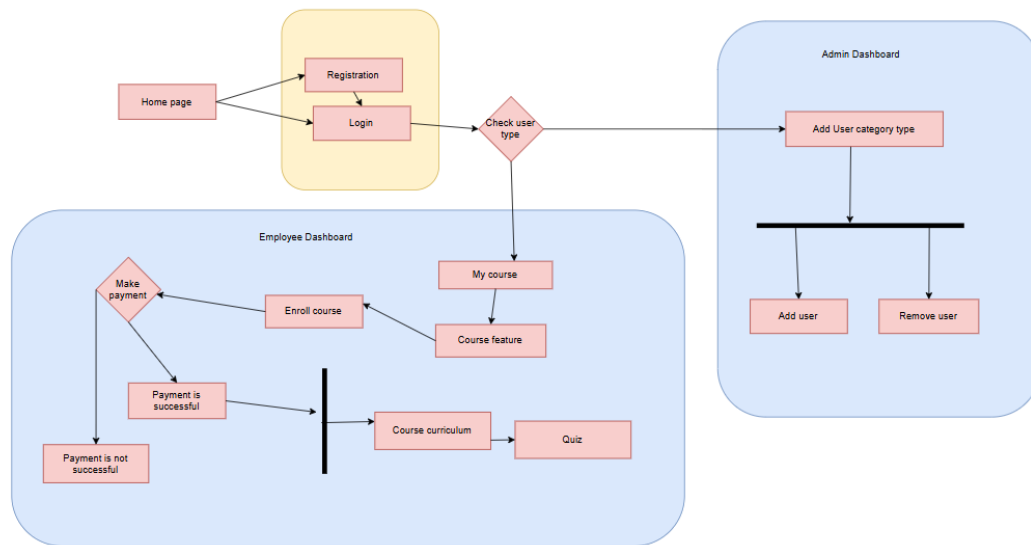 Admin Dashboard
Registration
Home page
Login
Check user
type
Add User category type
Employee Dashboard
My course
Make
payment
Enroll course
Add user
Remove user
Course feature
Payment is
successful
Course curriculum
Quiz
Payment is not
successful